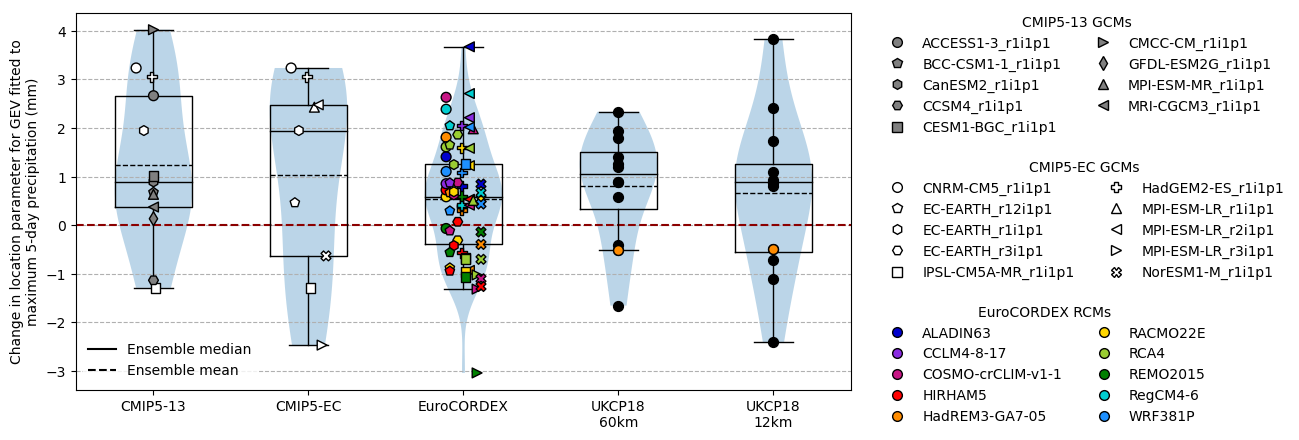 Change in location parameter for GEV fitted to
maximum 5-day precipitation (mm)
4
3
2
1
0
−1
−2
−3
Ensemble median
Ensemble mean
CMIP5-13
CMIP5-EC
EuroCORDEX
UKCP18
60km
UKCP18
12km
CMIP5-13 GCMs
ACCESS1-3_r1i1p1
BCC-CSM1-1_r1i1p1
CanESM2_r1i1p1
CCSM4_r1i1p1
CESM1-BGC_r1i1p1
CMCC-CM_r1i1p1
GFDL-ESM2G_r1i1p1
MPI-ESM-MR_r1i1p1
MRI-CGCM3_r1i1p1
CMIP5-EC GCMs
CNRM-CM5_r1i1p1
EC-EARTH_r12i1p1
EC-EARTH_r1i1p1
EC-EARTH_r3i1p1
IPSL-CM5A-MR_r1i1p1
HadGEM2-ES_r1i1p1
MPI-ESM-LR_r1i1p1
MPI-ESM-LR_r2i1p1
MPI-ESM-LR_r3i1p1
NorESM1-M_r1i1p1
EuroCORDEX RCMs
ALADIN63
CCLM4-8-17
COSMO-crCLIM-v1-1
HIRHAM5
HadREM3-GA7-05
RACMO22E
RCA4
REMO2015
RegCM4-6
WRF381P